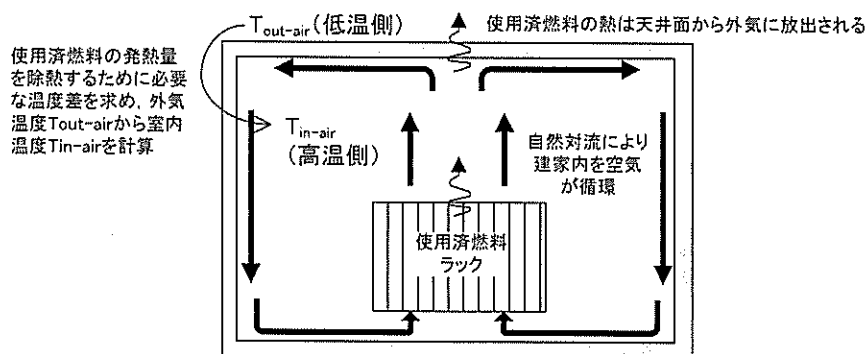 Tout-air(低温側)
使用済燃料の熱は天井面から外気に放出される
使用済燃料の発熱量
を除熱するために必要
な温度差を求め、外気
温度Tout-airから室内
温度Tin-airを計算
Tin-air
(高温側)
自然対流により
建家内を空気
が循環
使用済燃料
ラック